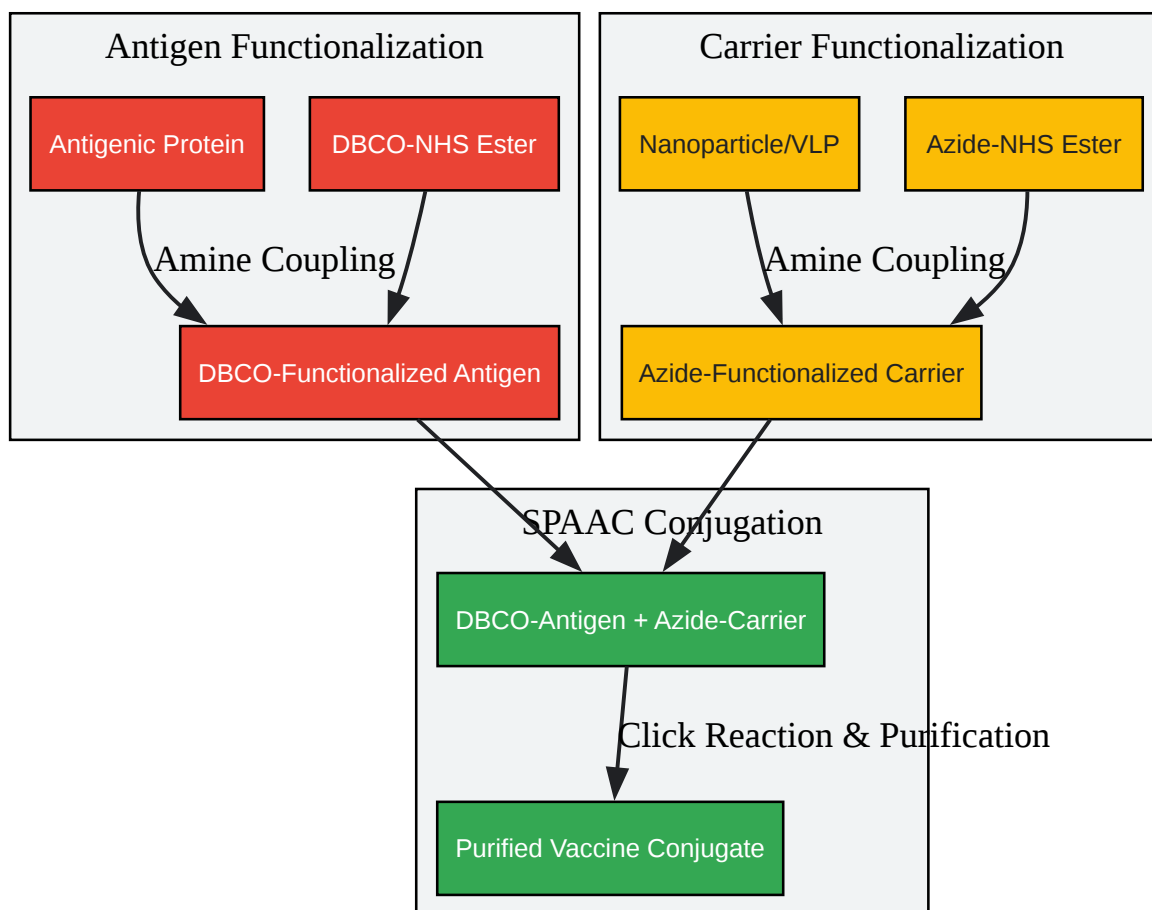 Antigen Functionalization
Carrier Functionalization
Antigenic Protein
DBCO-NHS Ester
Nanoparticle/VLP
Azide-NHS Ester
Amine Coupling
Amine Coupling
DBCO-Functionalized Antigen
Azide-Functionalized Carrier
SPAAC Conjugation
DBCO-Antigen + Azide-Carrier
Click Reaction & Purification
Purified Vaccine Conjugate